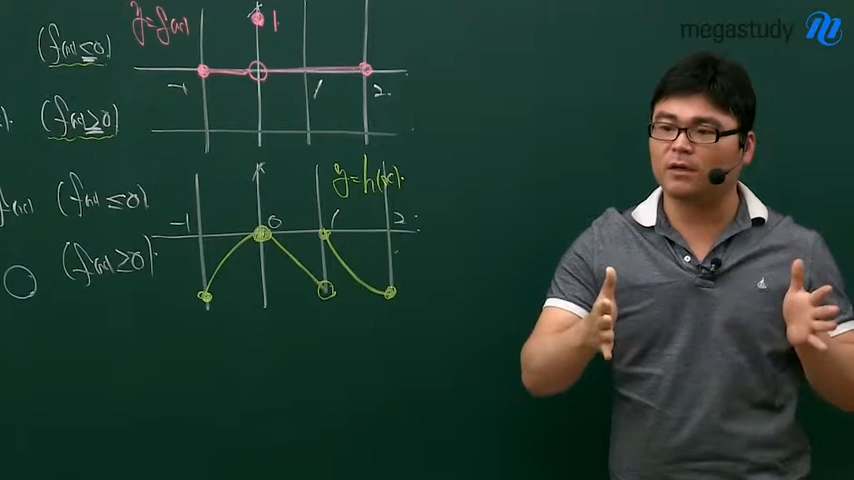 megastudy
y=f(x)
1
(f(x)≤0)
-1
1
2
(f(x)≥0)
y=h(x)
(f(x)≤0)
-1
0
1
2
(f(x)≥0)